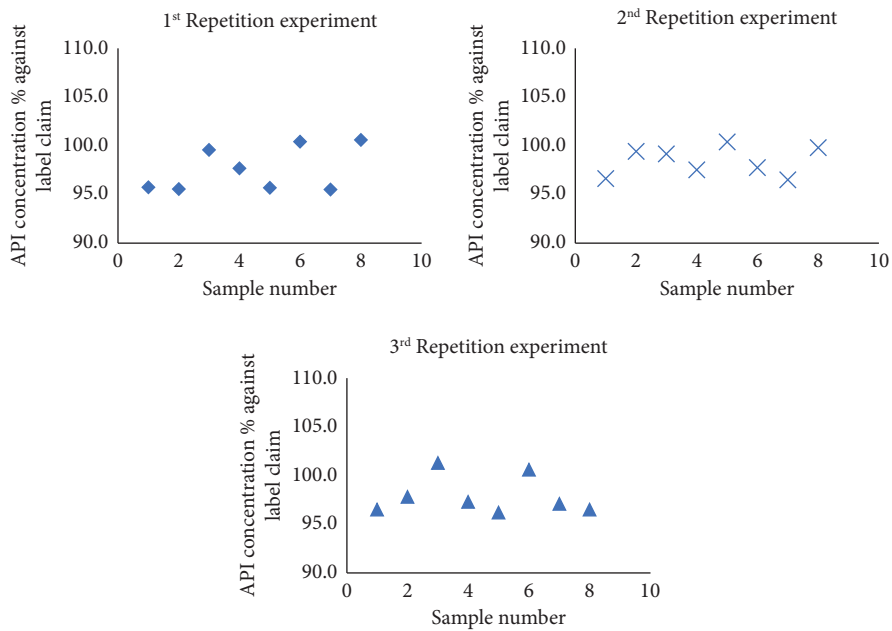 1st Repetition experiment
API concentration % against
label claim
110.0
105.0
100.0
95.0
90.0
0 2 4 6 8 10
Sample number
2nd Repetition experiment
API concentration % against
label claim
110.0
105.0
100.0
95.0
90.0
0 2 4 6 8 10
Sample number
3rd Repetition experiment
API concentration % against
label claim
110.0
105.0
100.0
95.0
90.0
0 2 4 6 8 10
Sample number